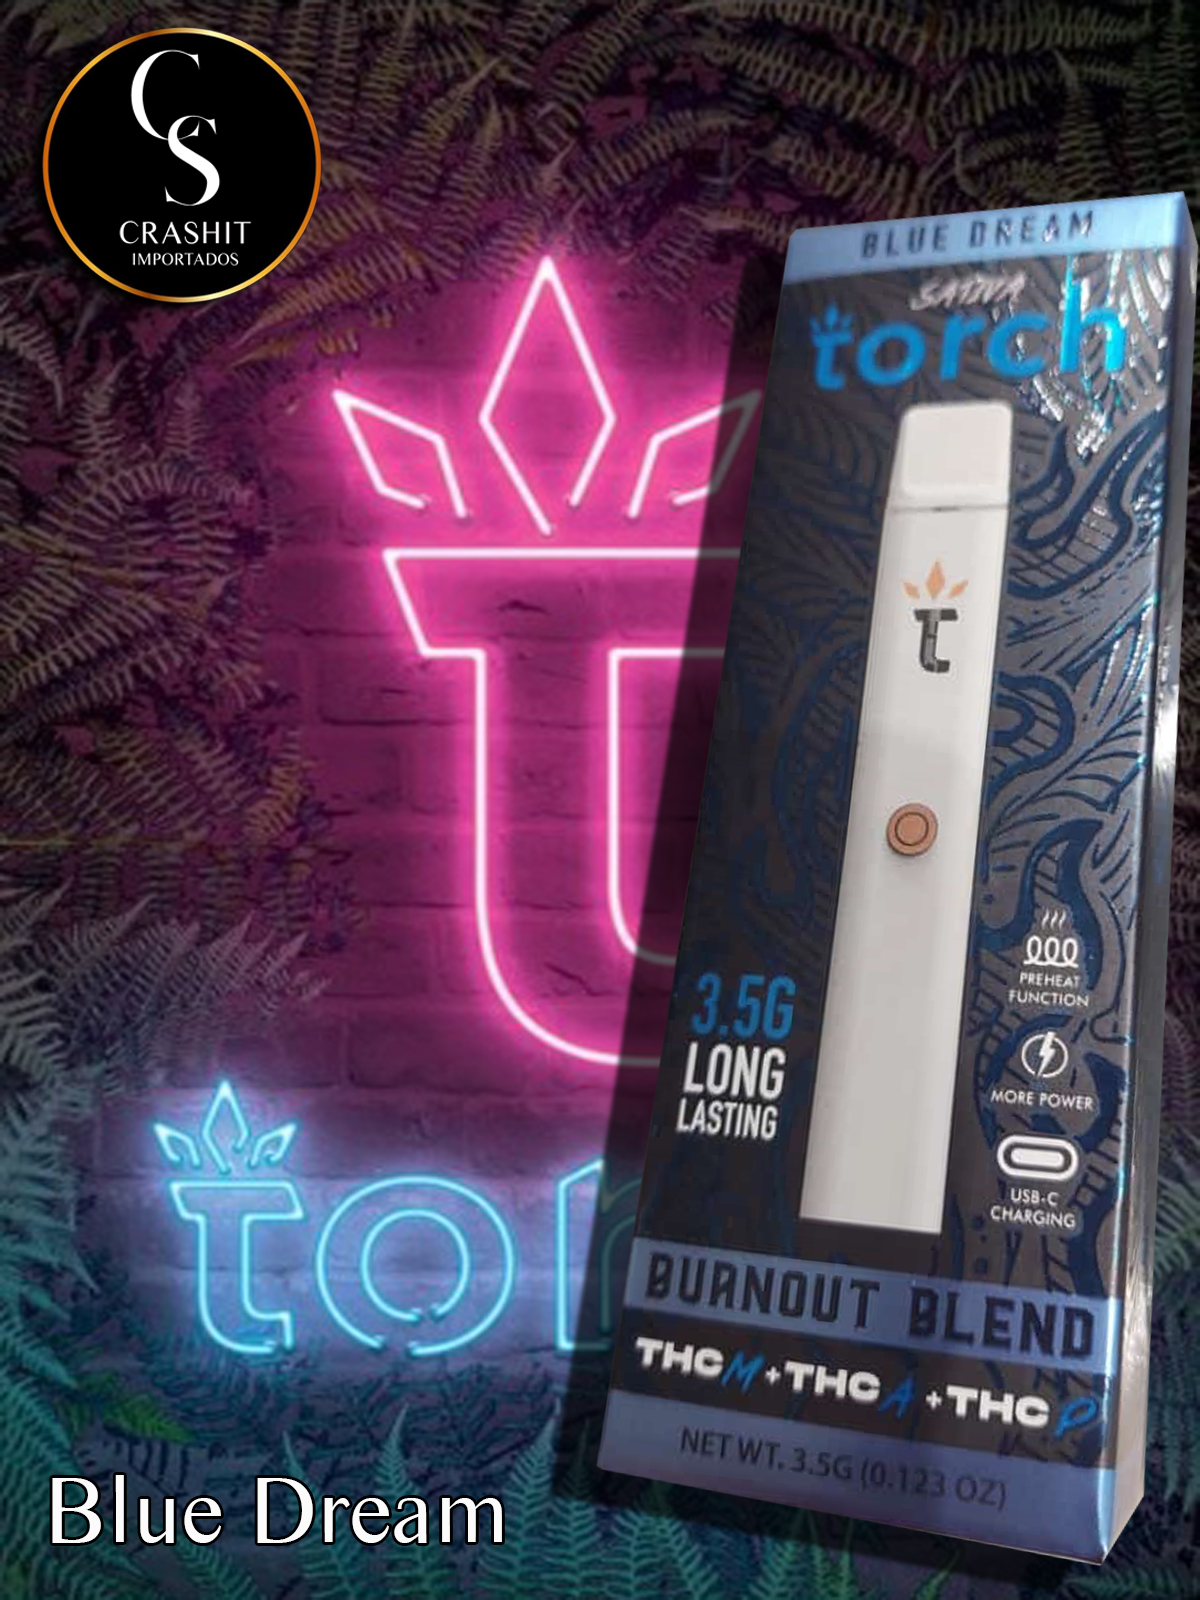 CS
CRASHIT
IMPORTADOS
BLUE DREAM
SATIVA
torch
t
3.5G
LONG
LASTING
PREHEAT
FUNCTION
MORE POWER
USB-C
CHARGING
BURNOUT BLEND
THCM+THCA+THCP
NET WT. 3.5G (0.123 OZ)
t
tor
Blue Dream